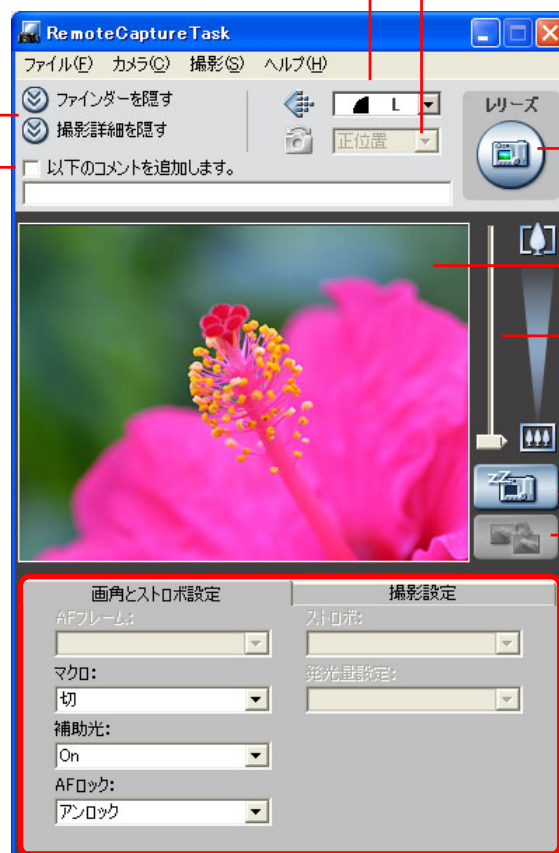 RemoteCaptureTask
ファイル(F) カメラ(C) 撮影(S) ヘルプ(H)
ファインダーを隠す
L
レリーズ
撮影詳細を隠す
正位置
以下のコメントを追加します。
画角とストロボ設定
撮影設定
AFフレーム:
ストロボ:
マクロ:
発光量設定:
切
補助光:
On
AFロック:
アンロック